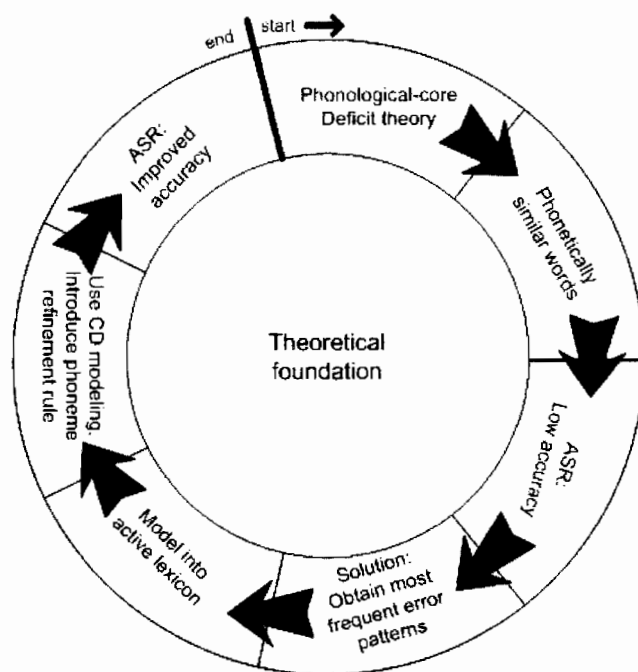 end
start
Phonological-core
Deficit theory
Phonetically
similar words
ASR:
Low accuracy
Solution:
Obtain most
frequent error
patterns
Model into
active lexicon
Use CD modeling.
Introduce phoneme
refinement rule
ASR:
Improved
accuracy
Theoretical
foundation